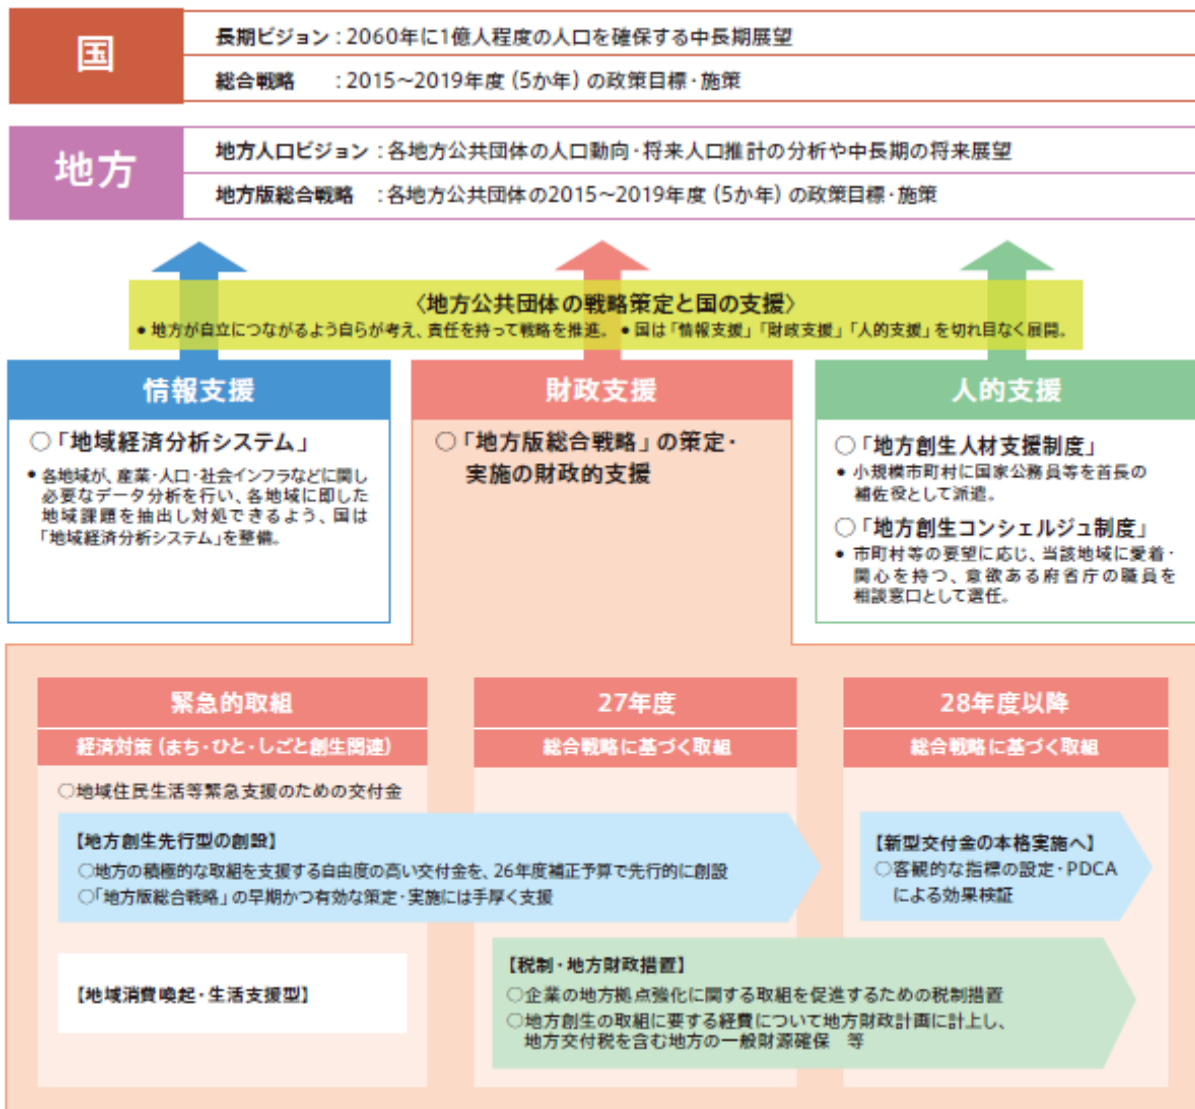 国
長期ビジョン：2060年に1億人程度の人口を確保する中長期展望
総合戦略　　：2015～2019年度（5か年）の政策目標・施策
地方
地方人口ビジョン：各地方公共団体の人口動向・将来人口推計の分析や中長期の将来展望
地方版総合戦略　：各地方公共団体の2015～2019年度（5か年）の政策目標・施策
〈地方公共団体の戦略策定と国の支援〉
● 地方が自立につながるよう自らが考え、責任を持って戦略を推進。 ● 国は「情報支援」「財政支援」「人的支援」を切れ目なく展開。
情報支援
○「地域経済分析システム」
● 各地域が、産業・人口・社会インフラなどに関し
必要なデータ分析を行い、各地域に即した
地域課題を抽出し対処できるよう、国は
「地域経済分析システム」を整備。
財政支援
○「地方版総合戦略」の策定・
実施の財政的支援
人的支援
○「地方創生人材支援制度」
● 小規模市町村に国家公務員等を首長の
補佐役として派遣。
○「地方創生コンシェルジュ制度」
● 市町村等の要望に応じ、当該地域に愛着・
関心を持つ、意欲ある府省庁の職員を
相談窓口として選任。
緊急的取組
経済対策（まち・ひと・しごと創生関連）
○地域住民生活等緊急支援のための交付金
27年度
総合戦略に基づく取組
28年度以降
総合戦略に基づく取組
【地方創生先行型の創設】
○地方の積極的な取組を支援する自由度の高い交付金を、26年度補正予算で先行的に創設
○「地方版総合戦略」の早期かつ有効な策定・実施には手厚く支援
【新型交付金の本格実施へ】
○客観的な指標の設定・PDCA
による効果検証
【地域消費喚起・生活支援型】
【税制・地方財政措置】
○企業の地方拠点強化に関する取組を促進するための税制措置
○地方創生の取組に要する経費について地方財政計画に計上し、
地方交付税を含む地方の一般財源確保　等